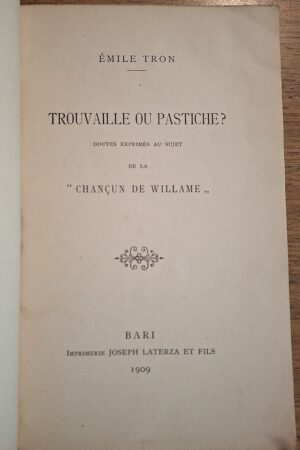 ÉMILE TRON
TROUVAILLE OU PASTICHE?
DOUTES EXPRIMÉS AU SUJET
DE LA
" CHANÇUN DE WILLAME „
BARI
IMPRIMERIE JOSEPH LATERZA ET FILS
1909